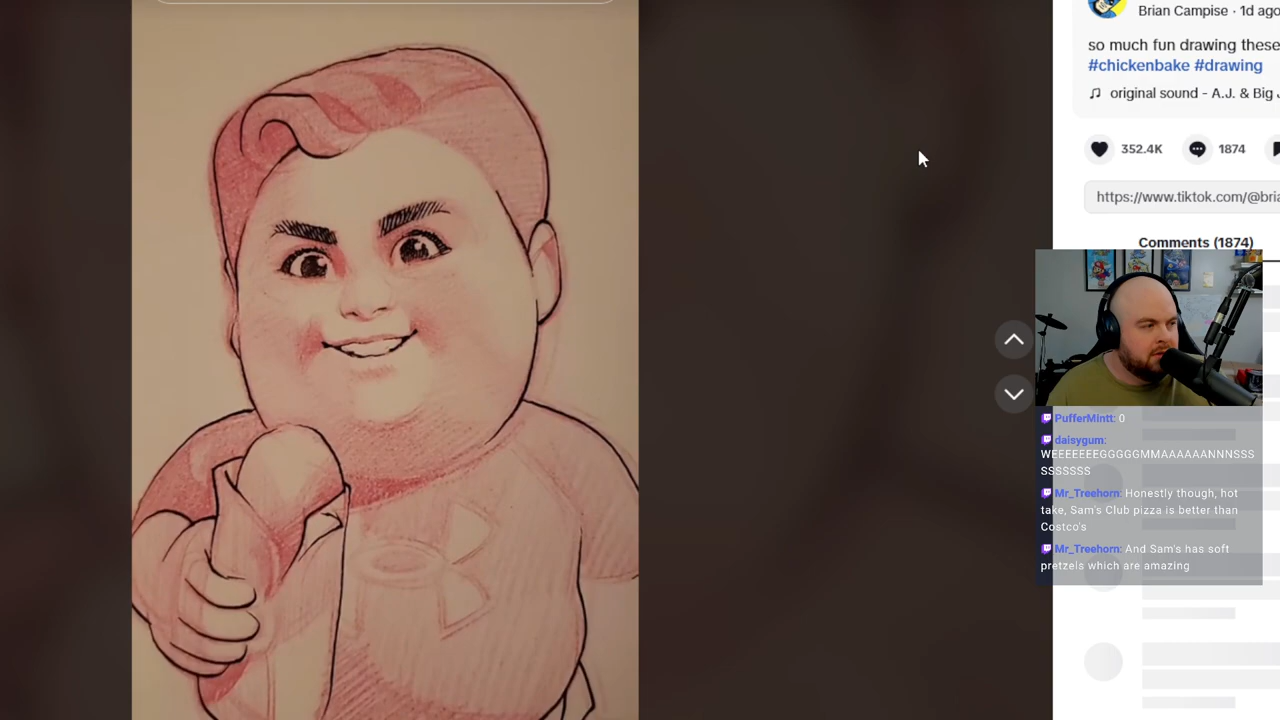 Brian Campise · 1d ago
so much fun drawing these
#chickenbake #drawing
original sound - A.J. & Big
352.4K
1874
https://www.tiktok.com/@bria
Comments (1874)
PufferMintt: 0
daisygum:
WEEEEEEEGGGGGMMAAAAAANNNSSS
SSSSSSS
Mr_Treehorn: Honestly though, hot
take, Sam's Club pizza is better than
Costco's
Mr_Treehorn: And Sam's has soft
pretzels which are amazing